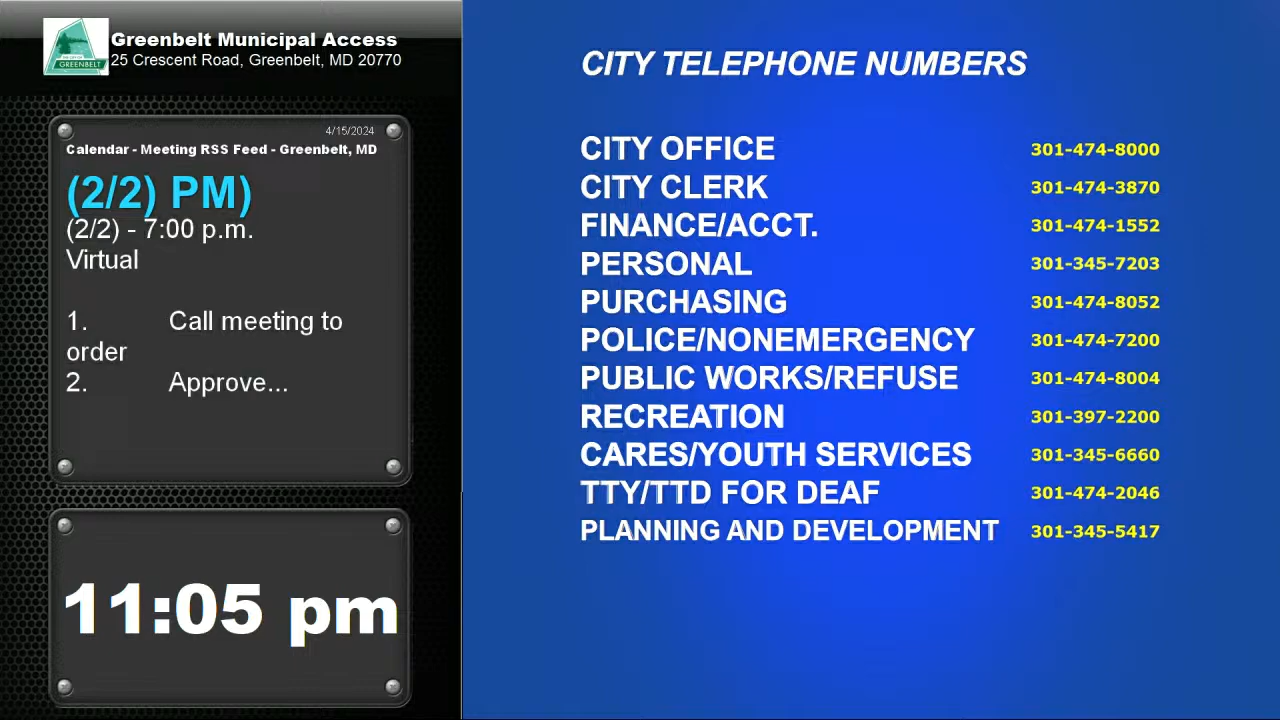 Greenbelt Municipal Access
25 Crescent Road, Greenbelt, MD 20770
GREENBELT
4/15/2024
Calendar - Meeting RSS Feed - Greenbelt, MD
(2/2) PM)
(2/2) - 7:00 p.m.
Virtual
1. Call meeting to
order
2. Approve...
11:05 pm
CITY TELEPHONE NUMBERS
CITY OFFICE 301-474-8000
CITY CLERK 301-474-3870
FINANCE/ACCT. 301-474-1552
PERSONAL 301-345-7203
PURCHASING 301-474-8052
POLICE/NONEMERGENCY 301-474-7200
PUBLIC WORKS/REFUSE 301-474-8004
RECREATION 301-397-2200
CARES/YOUTH SERVICES 301-345-6660
TTY/TTD FOR DEAF 301-474-2046
PLANNING AND DEVELOPMENT 301-345-5417